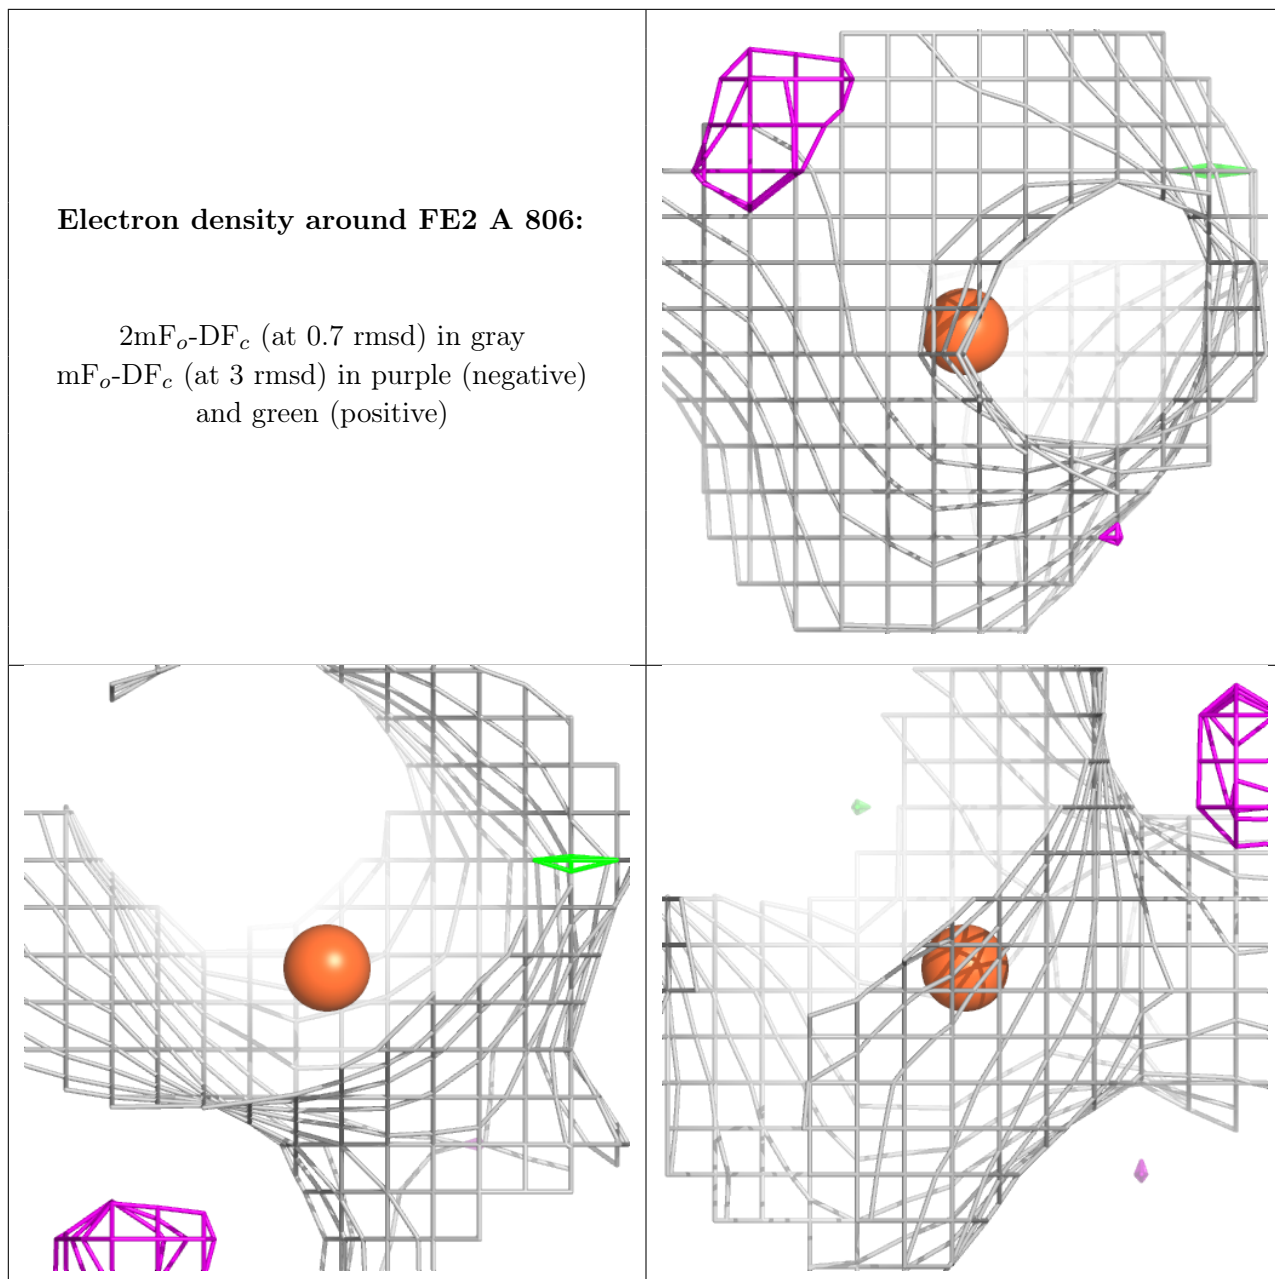 Electron density around FE2 A 806:
2mFo-DFc (at 0.7 rmsd) in gray
mFo-DFc (at 3 rmsd) in purple (negative)
and green (positive)